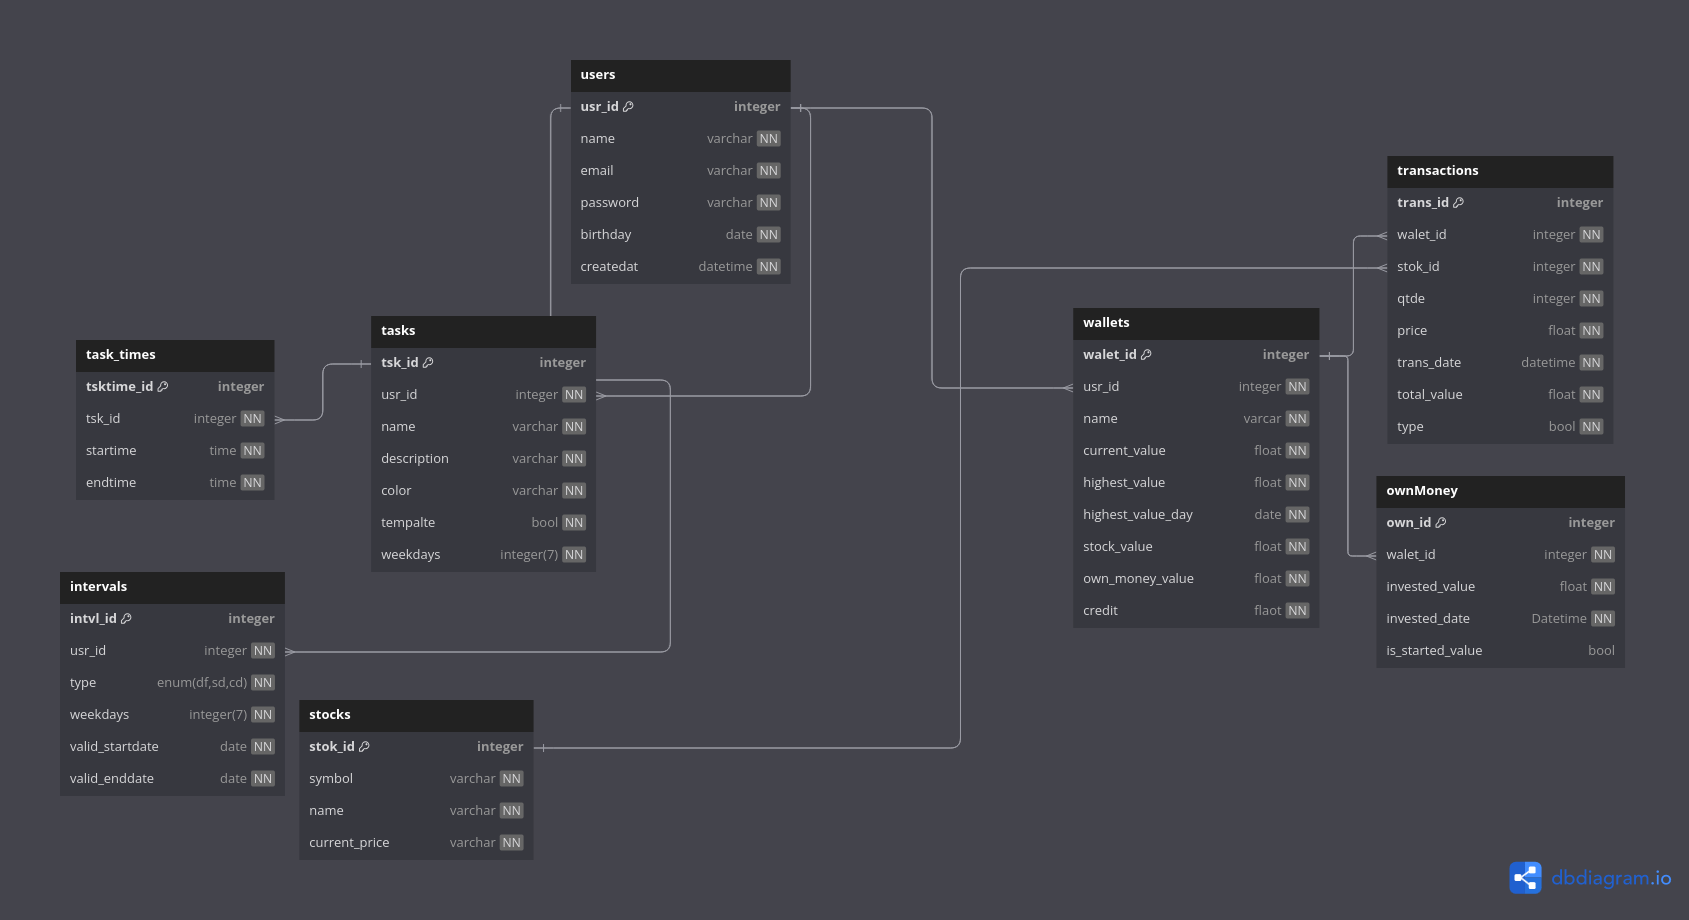 users
usr_id integer
name varchar NN
email varchar NN
password varchar NN
birthday date NN
createdat datetime NN
transactions
trans_id integer
walet_id integer NN
stok_id integer NN
qtde integer NN
price float NN
trans_date datetime NN
total_value float NN
type bool NN
wallets
walet_id integer
usr_id integer NN
name varcar NN
current_value float NN
highest_value float NN
highest_value_day date NN
stock_value float NN
own_money_value float NN
credit flaot NN
tasks
tsk_id integer
usr_id integer NN
name varchar NN
description varchar NN
color varchar NN
tempalte bool NN
weekdays integer(7) NN
task_times
tsktime_id integer
tsk_id integer NN
startime time NN
endtime time NN
ownMoney
own_id integer
walet_id integer NN
invested_value float NN
invested_date Datetime NN
is_started_value bool
intervals
intvl_id integer
usr_id integer NN
type enum(df,sd,cd) NN
weekdays integer(7) NN
valid_startdate date NN
valid_enddate date NN
stocks
stok_id integer
symbol varchar NN
name varchar NN
current_price varchar NN
dbdiagram.io